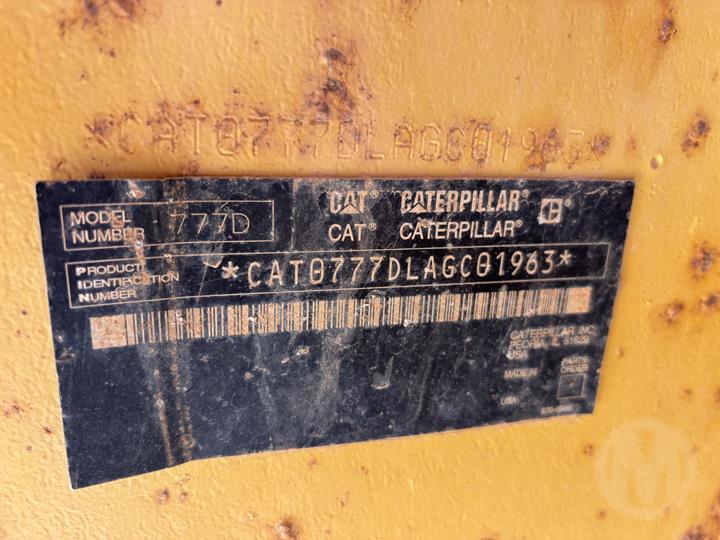 *CAT0777DLAGC01963*
MODEL NUMBER 777D
CAT® CATERPILLAR
CAT® CATERPILLAR
PRODUCT IDENTIFICATION NUMBER *CAT0777DLAGC01963*
CATERPILLAR INC.
PEORIA, IL 61629
USA
MADE IN PARTS ORDER
USA
M